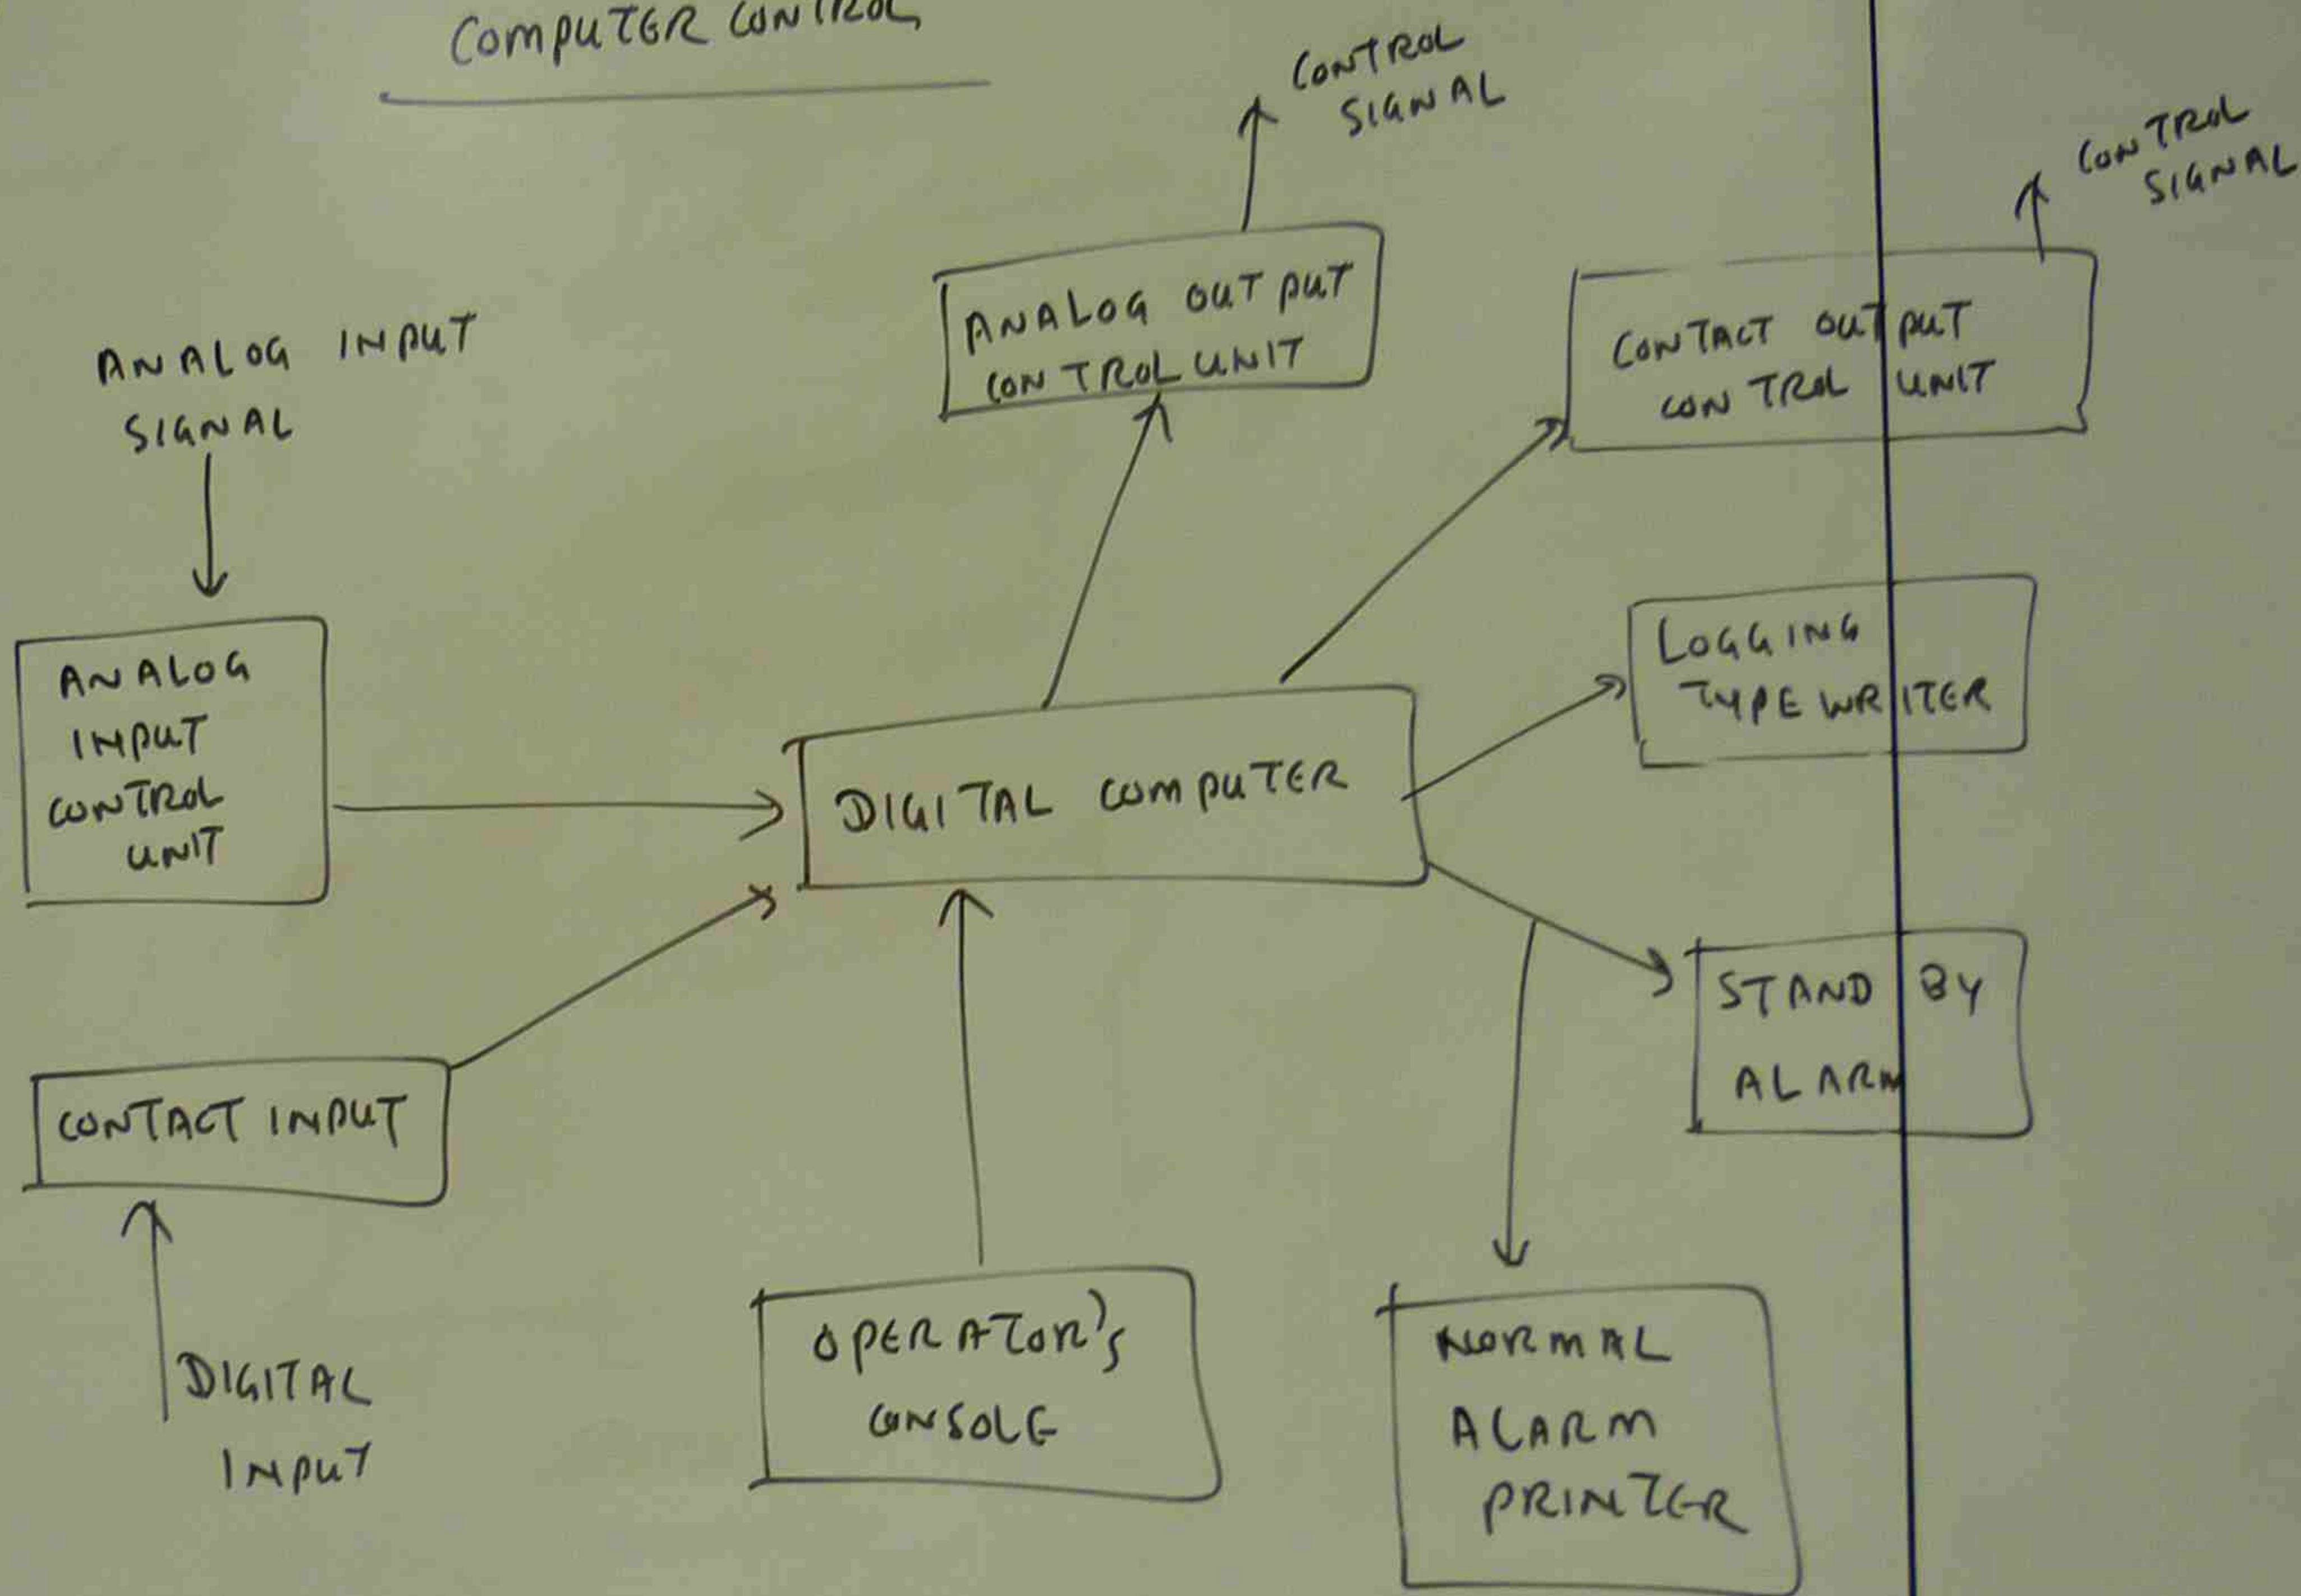 COMPUTER CONTROL
CONTROL
SIGNAL
CONTROL
SIGNAL
ANALOG OUTPUT
CONTROL UNIT
CONTACT OUTPUT
CONTROL UNIT
ANALOG INPUT
SIGNAL
ANALOG
INPUT
CONTROL
UNIT
DIGITAL COMPUTER
LOGGING
TYPE WRITER
STAND BY
ALARM
CONTACT INPUT
DIGITAL
INPUT
OPERATOR'S
CONSOLE
NORMAL
ALARM
PRINTER